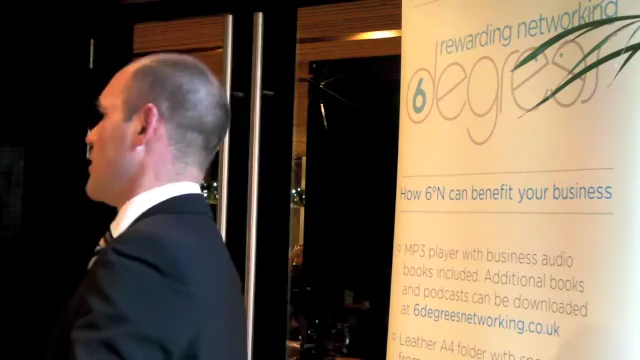 rewarding networking
6degrees
How 6°N can benefit your business
MP3 player with business audio
books included. Additional books
and podcasts can be downloaded
at 6degreesnetworking.co.uk
Leather A4 folder with
from